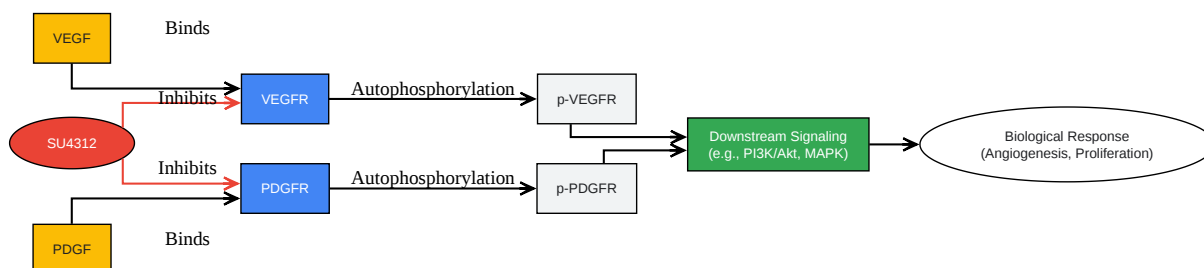 VEGF
Binds
Inhibits
VEGFR
Autophosphorylation
p-VEGFR
SU4312
Downstream Signaling
(e.g., PI3K/Akt, MAPK)
Biological Response
(Angiogenesis, Proliferation)
Inhibits
PDGFR
Autophosphorylation
p-PDGFR
PDGF
Binds